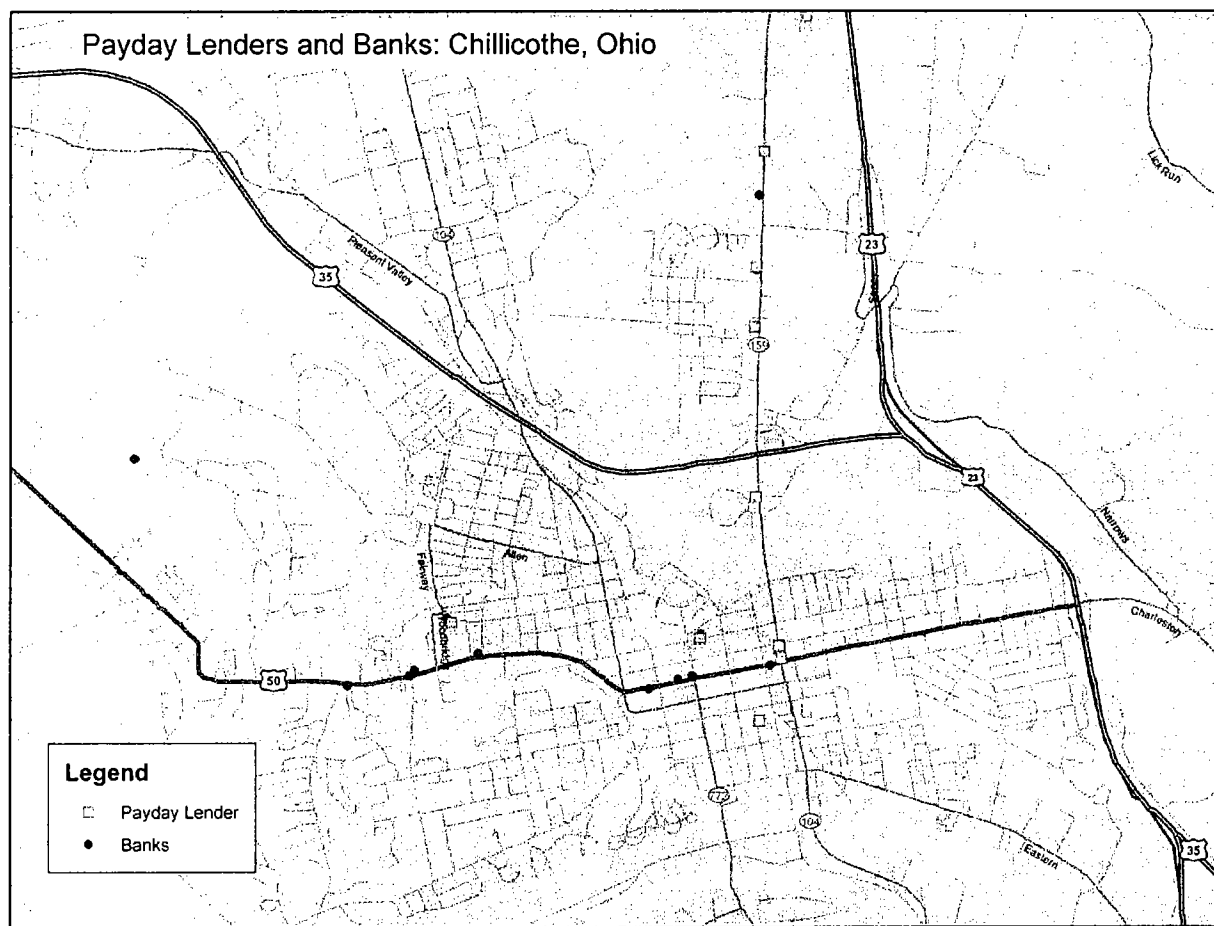 Payday Lenders and Banks: Chillicothe, Ohio
Lick Run
104
23
Pleasant Valley
35
159
23
Narrows
Allen
Fairway
Charleston
50
Legend
Payday Lender
Banks
772
104
Eastern
35